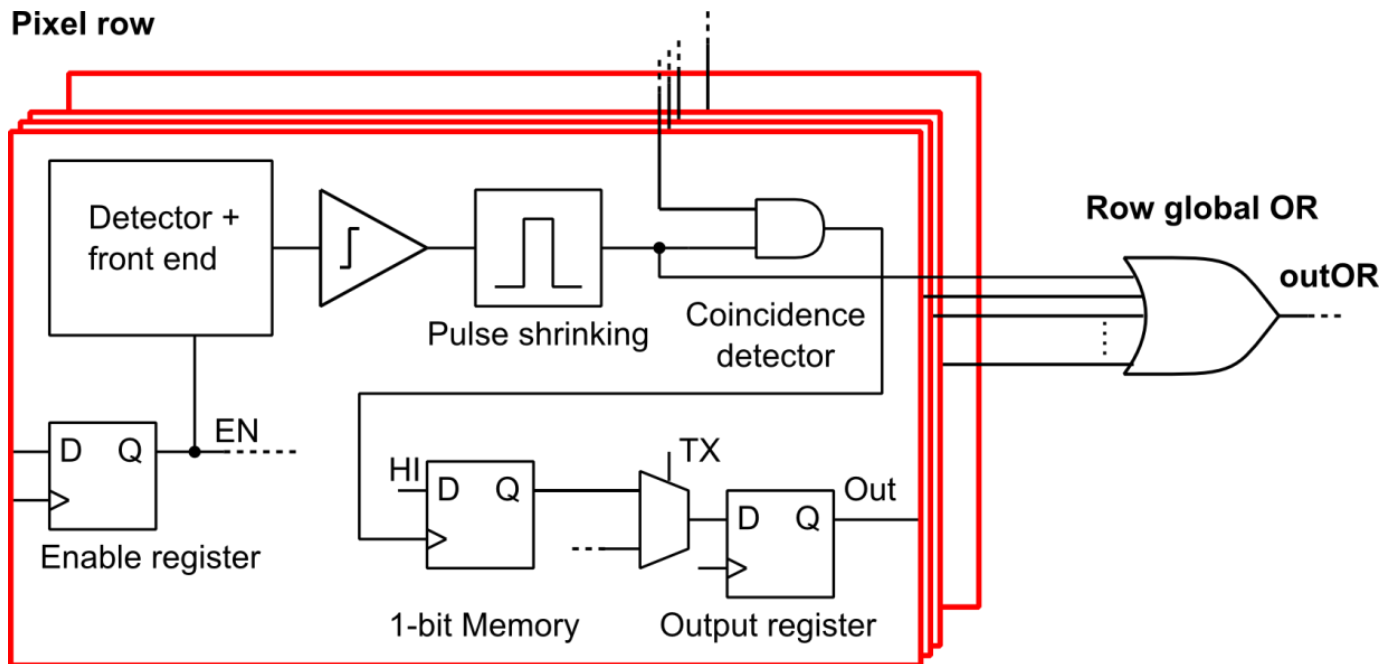 Pixel row
Detector +
front end
Pulse shrinking
Coincidence
detector
Row global OR
outOR
D Q
EN
Enable register
HI
D Q
1-bit Memory
TX
D Q
Out
Output register